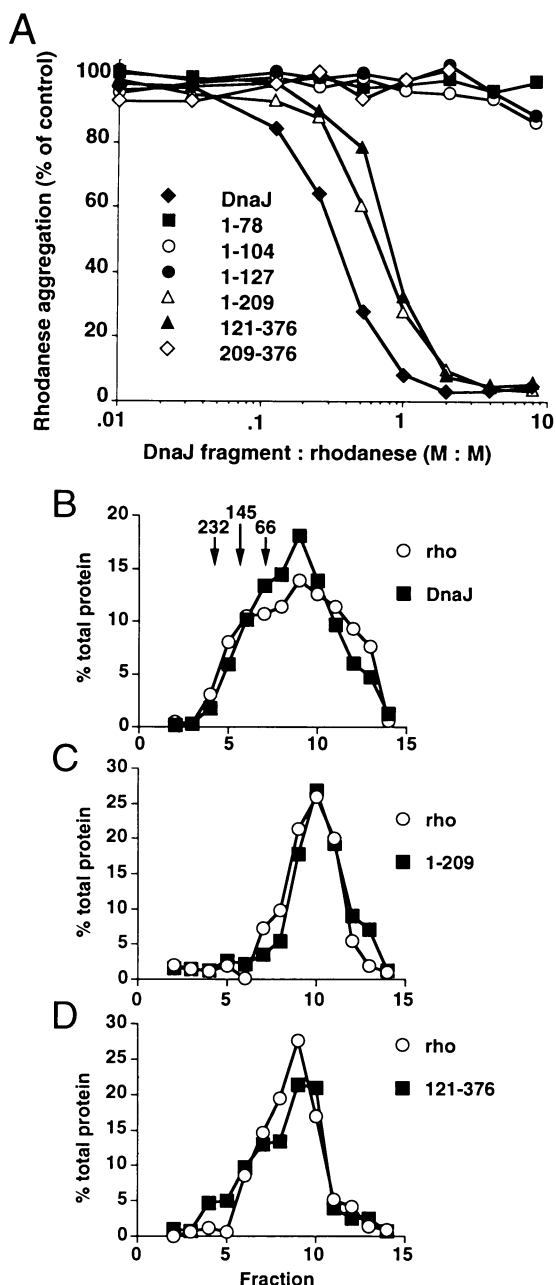 A
Rhodanese aggregation (% of control)
100
80
60
40
20
0
DnaJ
1-78
1-104
1-127
1-209
121-376
209-376
.01 .1 1 10
DnaJ fragment : rhodanese (M : M)
B
% total protein
20
15
10
5
0
232 145 66
rho
DnaJ
0 5 10 15
C
% total protein
30
25
20
15
10
5
0
rho
1-209
0 5 10 15
D
% total protein
30
25
20
15
10
5
0
rho
121-376
0 5 10 15
Fraction